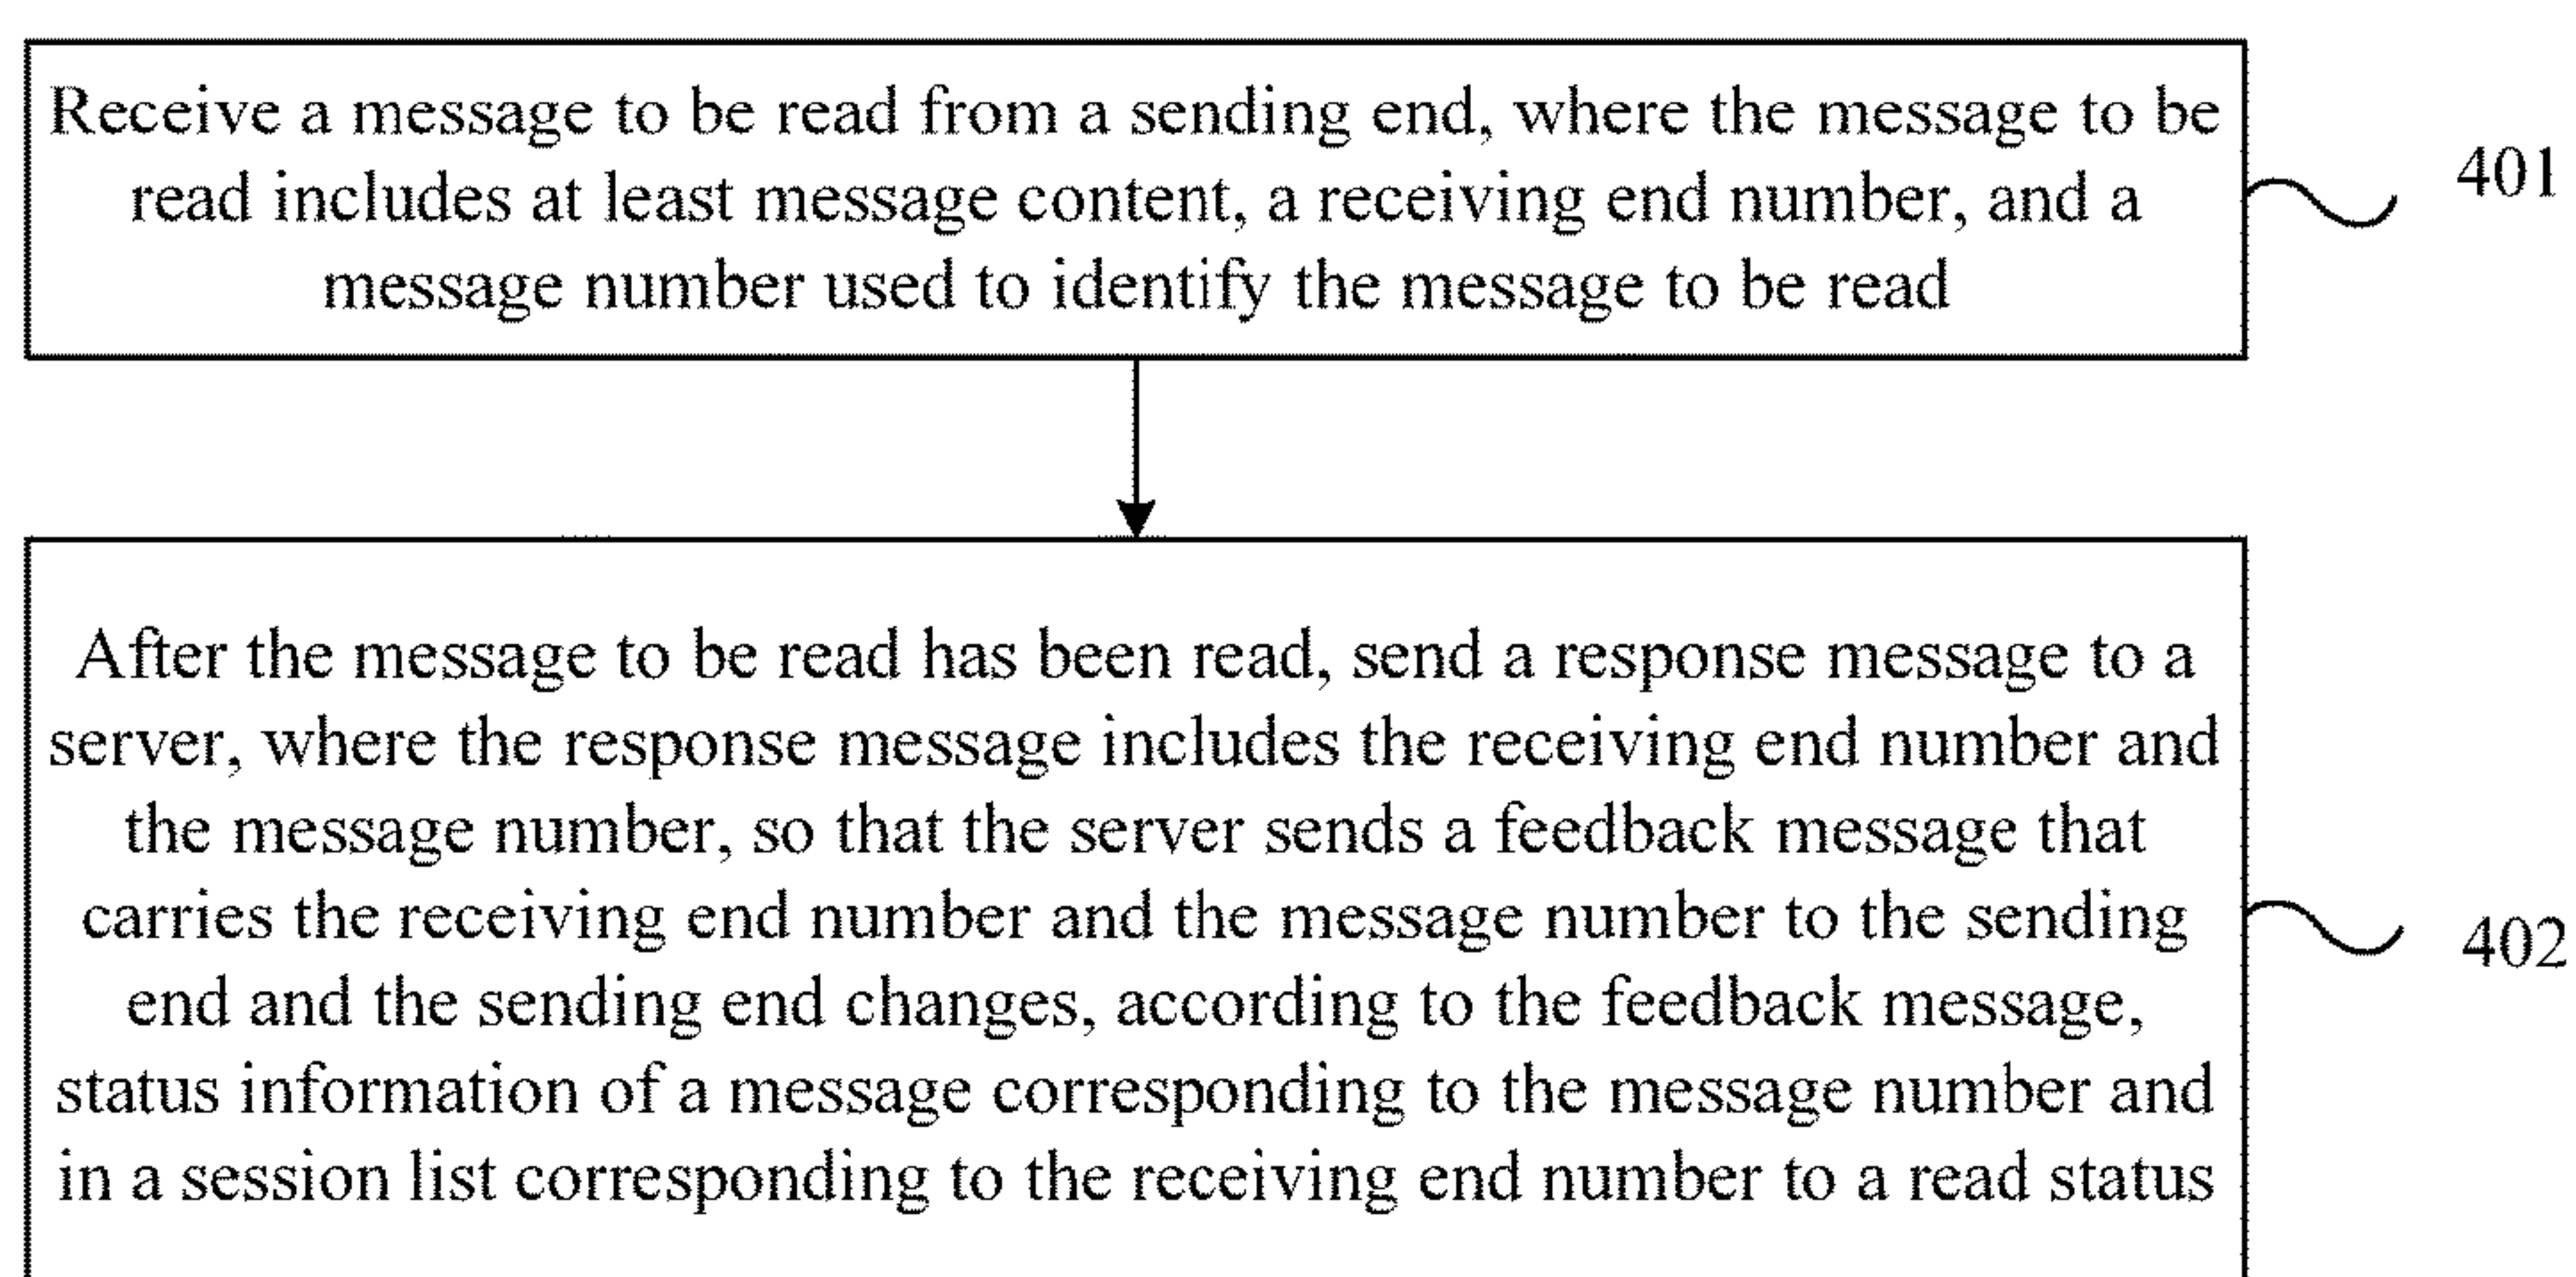 Receive a message to be read from a sending end, where the message to be
read includes at least message content, a receiving end number, and a
message number used to identify the message to be read
401
After the message to be read has been read, send a response message to a
server, where the response message includes the receiving end number and
the message number, so that the server sends a feedback message that
carries the receiving end number and the message number to the sending
end and the sending end changes, according to the feedback message,
status information of a message corresponding to the message number and
in a session list corresponding to the receiving end number to a read status
402